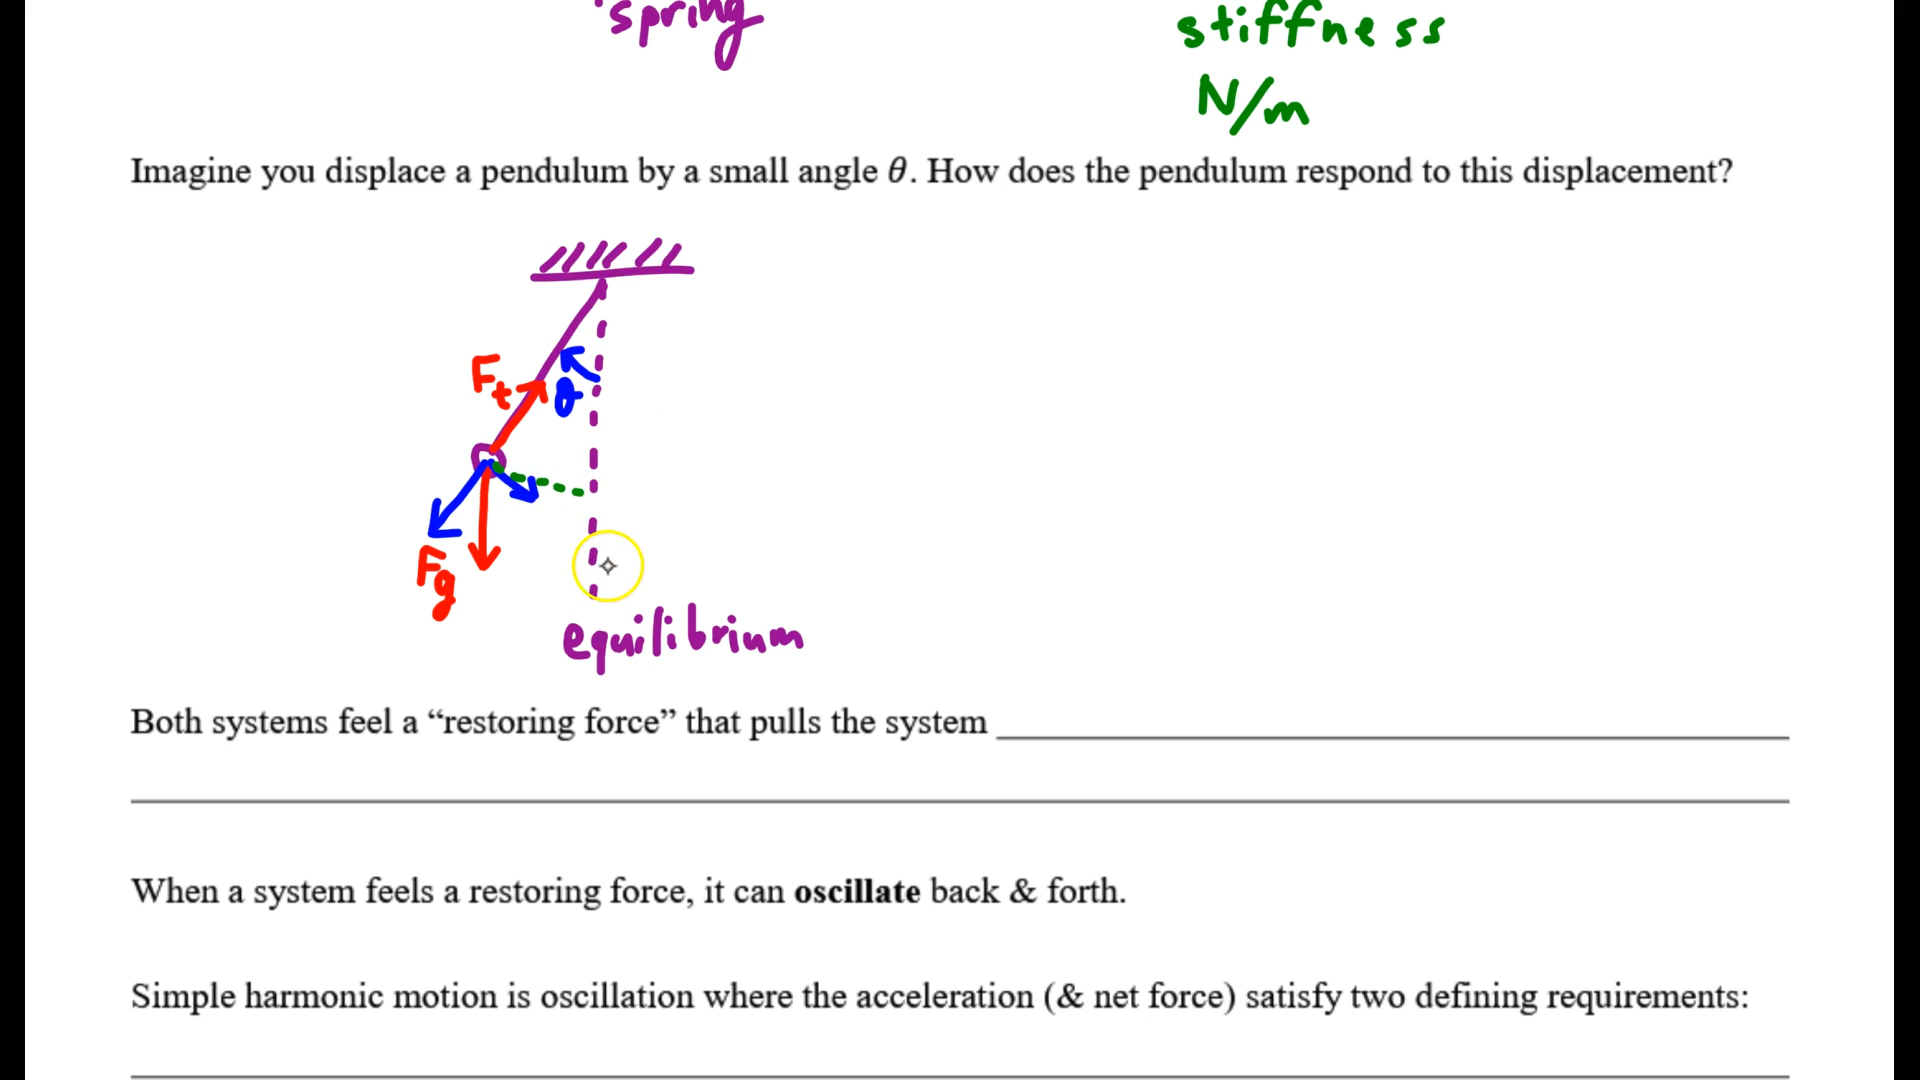 spring
stiffness
N/m
Imagine you displace a pendulum by a small angle θ. How does the pendulum respond to this displacement?
Ft
θ
Fg
equilibrium
Both systems feel a “restoring force” that pulls the system
When a system feels a restoring force, it can oscillate back & forth.
Simple harmonic motion is oscillation where the acceleration (& net force) satisfy two defining requirements: